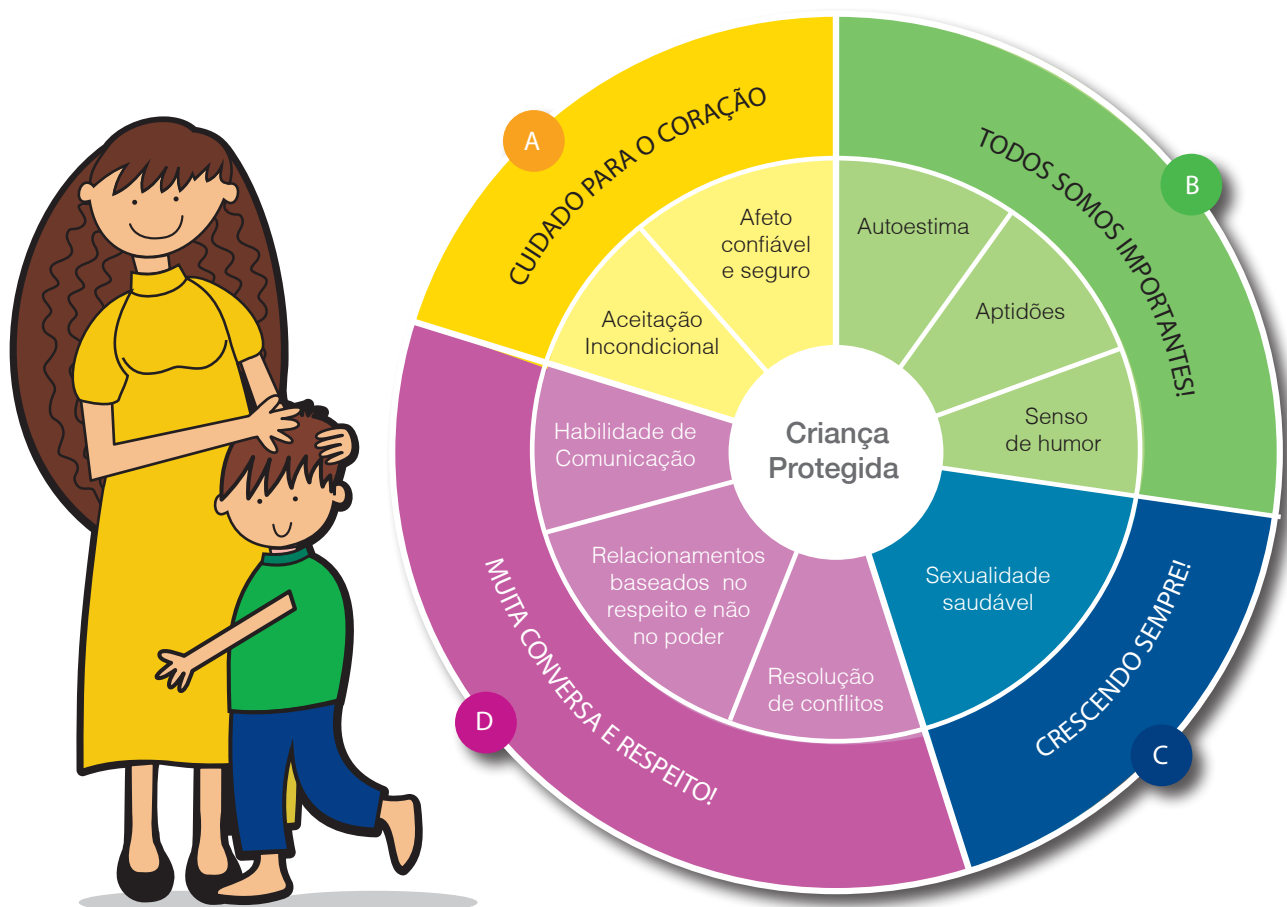 A
CUIDADO PARA O CORAÇÃO
Afeto
confiável
e seguro
Aceitação
Incondicional
B
TODOS SOMOS IMPORTANTES!
Autoestima
Aptidões
Senso
de humor
C
CRESCENDO SEMPRE!
Sexualidade
saudável
D
MUITA CONVERSA E RESPEITO!
Habilidade de
Comunicação
Relacionamentos
baseados no
respeito e não
no poder
Resolução
de conflitos
Criança
Protegida